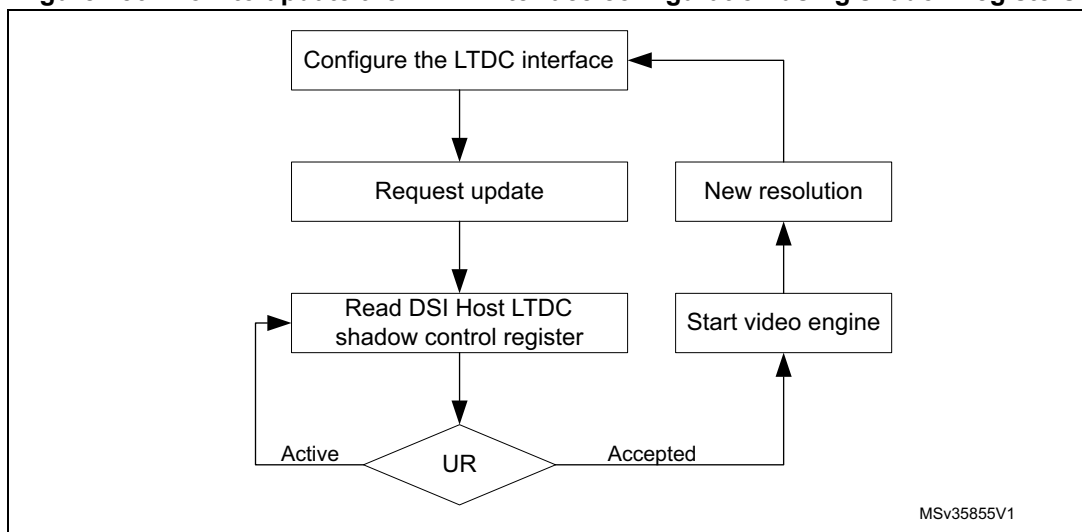 Configure the LTDC interface
Request update
New resolution
Read DSI Host LTDC
shadow control register
Start video engine
Active
UR
Accepted
MSv35855V1